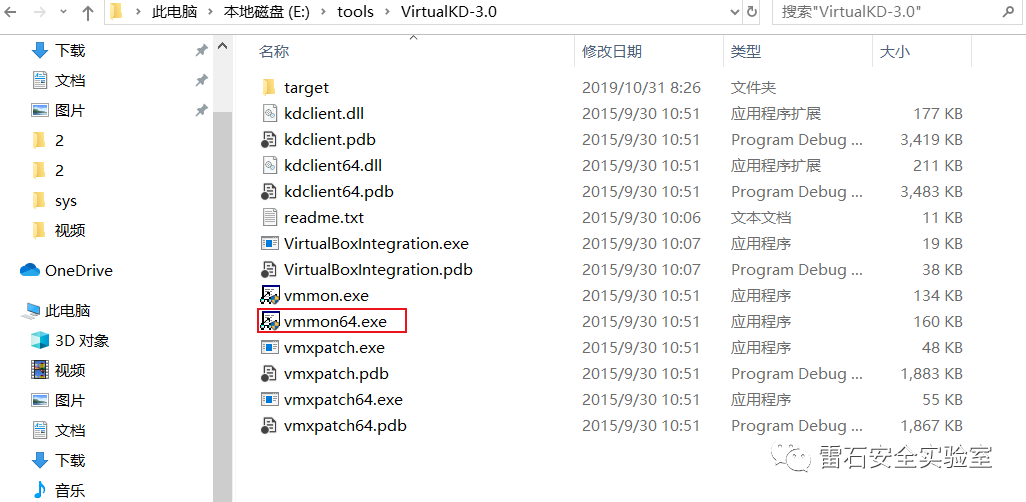 此电脑 › 本地磁盘 (E:) › tools › VirtualKD-3.0
搜索"VirtualKD-3.0"
下载
文档
图片
2
2
sys
视频
OneDrive
此电脑
3D 对象
视频
图片
文档
下载
音乐
名称 修改日期 类型 大小
target 2019/10/31 8:26 文件夹
kdclient.dll 2015/9/30 10:51 应用程序扩展 177 KB
kdclient.pdb 2015/9/30 10:51 Program Debug ... 3,419 KB
kdclient64.dll 2015/9/30 10:51 应用程序扩展 211 KB
kdclient64.pdb 2015/9/30 10:51 Program Debug ... 3,483 KB
readme.txt 2015/9/30 10:06 文本文档 11 KB
VirtualBoxIntegration.exe 2015/9/30 10:07 应用程序 19 KB
VirtualBoxIntegration.pdb 2015/9/30 10:07 Program Debug ... 38 KB
vmmon.exe 2015/9/30 10:51 应用程序 134 KB
vmmon64.exe 2015/9/30 10:51 应用程序 160 KB
vmxpatch.exe 2015/9/30 10:51 应用程序 48 KB
vmxpatch.pdb 2015/9/30 10:51 Program Debug ... 1,883 KB
vmxpatch64.exe 2015/9/30 10:51 应用程序 55 KB
vmxpatch64.pdb 2015/9/30 10:51 Program Debug ... 1,867 KB
雷石安全实验室